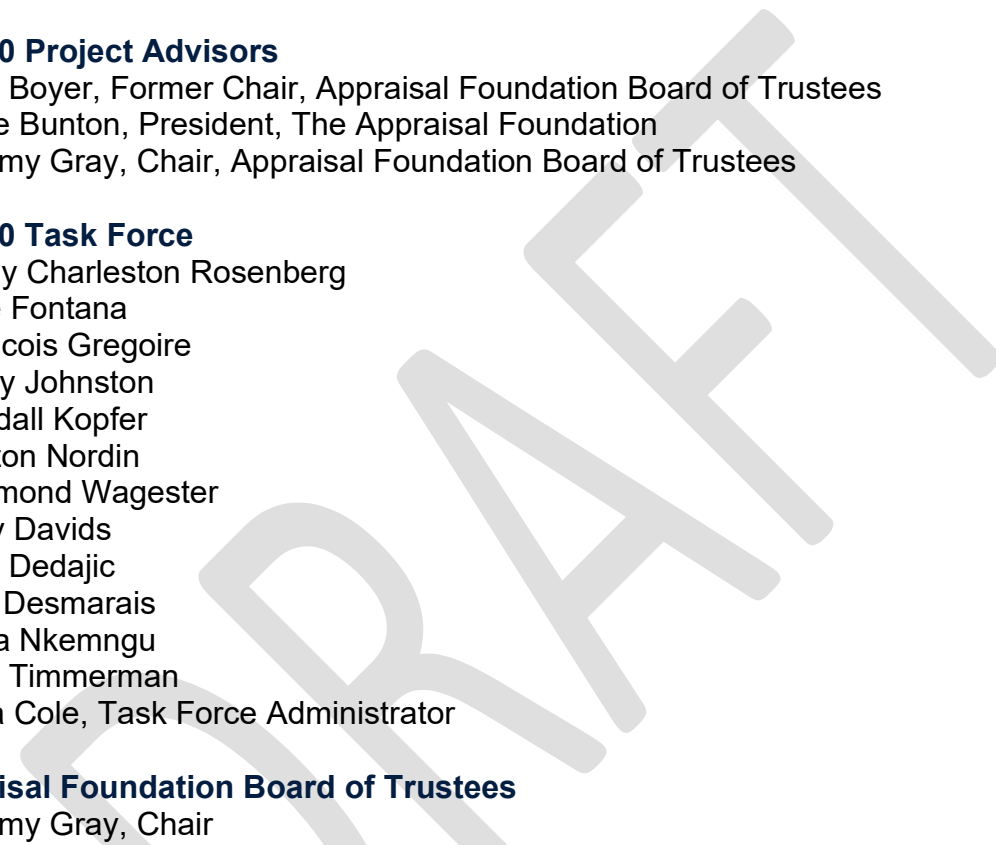 0 Project Advisors
Boyer, Former Chair, Appraisal Foundation Board of Trustees
e Bunton, President, The Appraisal Foundation
my Gray, Chair, Appraisal Foundation Board of Trustees
0 Task Force
y Charleston Rosenberg
Fontana
cois Gregoire
y Johnston
dall Kopfer
on Nordin
mond Wagester
Davids
Dedajic
Desmarais
a Nkemngu
Timmerman
a Cole, Task Force Administrator
isal Foundation Board of Trustees
my Gray, Chair
DRAFT